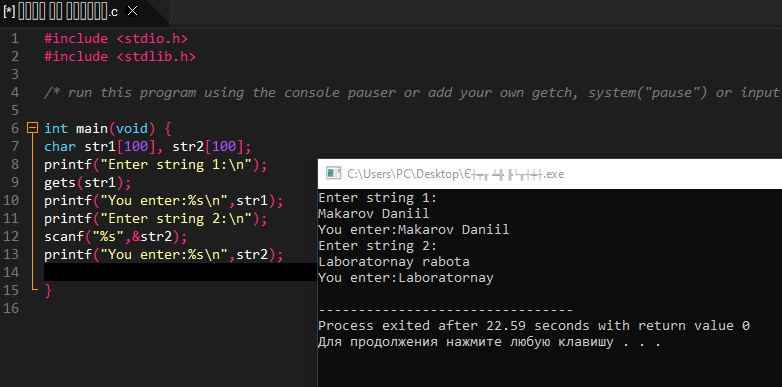 [*] .c
1 #include <stdio.h>
2 #include <stdlib.h>
3
4 /* run this program using the console pauser or add your own getch, system("pause") or input
5
6 int main(void) {
7 char str1[100], str2[100];
8 printf("Enter string 1:\n");
9 gets(str1);
10 printf("You enter:%s\n",str1);
11 printf("Enter string 2:\n");
12 scanf("%s",&str2);
13 printf("You enter:%s\n",str2);
14
15 }
16
C:\Users\PC\Desktop\ .exe
Enter string 1:
Makarov Daniil
You enter:Makarov Daniil
Enter string 2:
Laboratornay rabota
You enter:Laboratornay
--------------------------------
Process exited after 22.59 seconds with return value 0
Для продолжения нажмите любую клавишу . . .